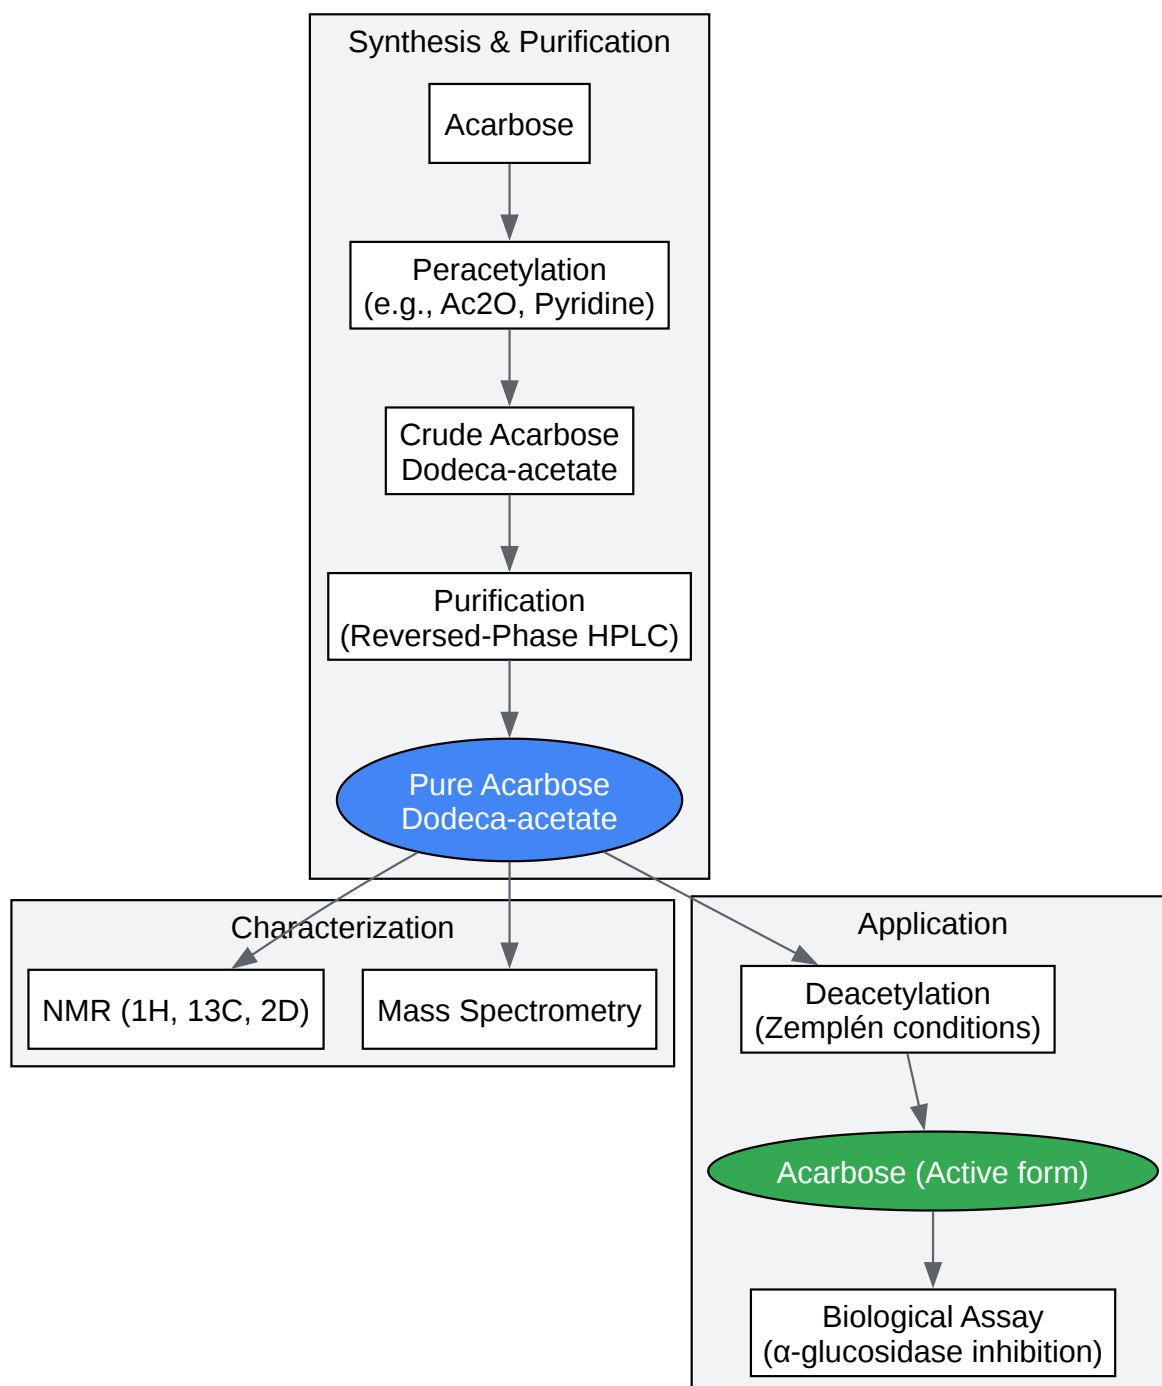 Synthesis & Purification
Acarbose
Peracetylation
(e.g., Ac2O, Pyridine)
Crude Acarbose
Dodeca-acetate
Purification
(Reversed-Phase HPLC)
Pure Acarbose
Dodeca-acetate
Characterization
NMR (1H, 13C, 2D)
Mass Spectrometry
Application
Deacetylation
(Zemplén conditions)
Acarbose (Active form)
Biological Assay
(α-glucosidase inhibition)